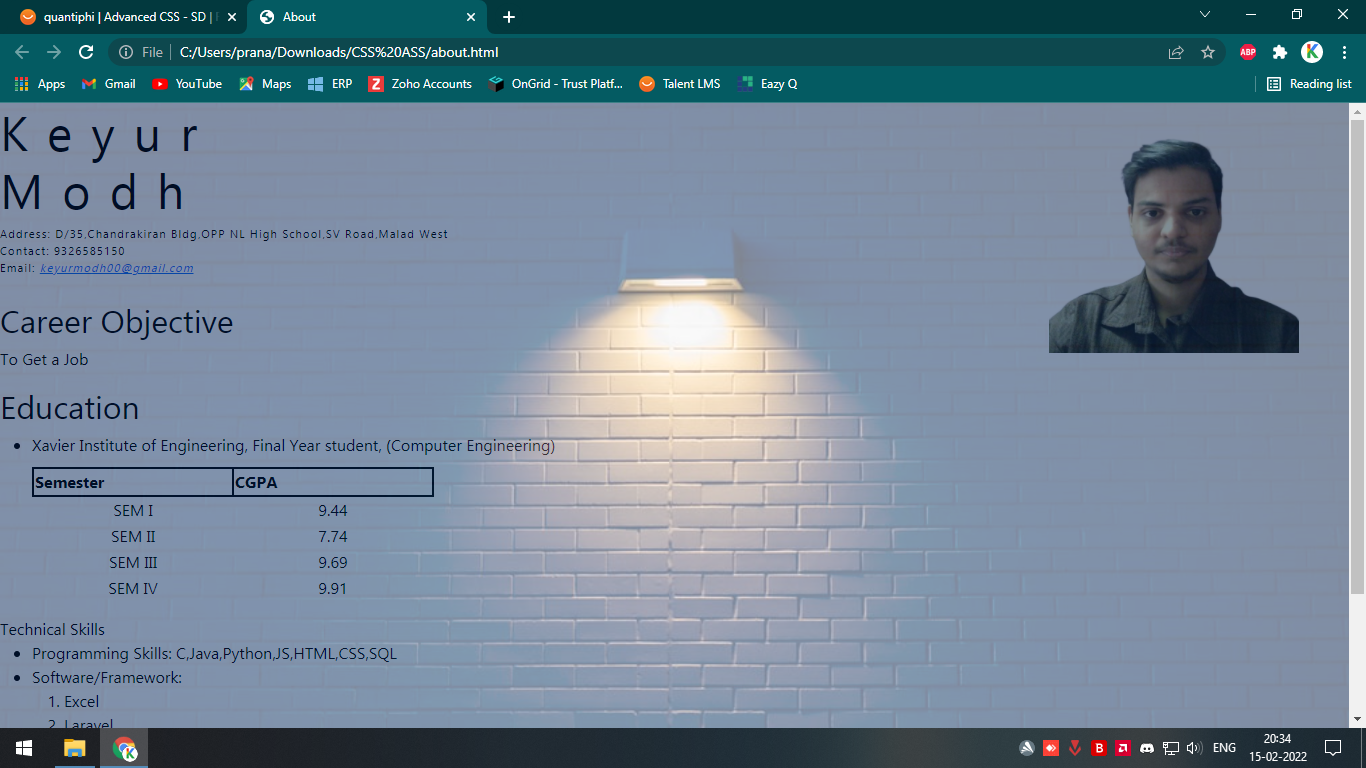 quantiphi | Advanced CSS - SD |
About
File
C:/Users/prana/Downloads/CSS%20ASS/about.html
ABP
K
Apps
Gmail
YouTube
Maps
ERP
Zoho Accounts
OnGrid - Trust Platf...
Talent LMS
Eazy Q
Reading list
Keyur
Modh
Address: D/35,Chandrakiran Bldg,OPP NL High School,SV Road,Malad West
Contact: 9326585150
Email: keyurmodh00@gmail.com
Career Objective
To Get a Job
Education
• Xavier Institute of Engineering, Final Year student, (Computer Engineering)
Semester CGPA
SEM I 9.44
SEM II 7.74
SEM III 9.69
SEM IV 9.91
Technical Skills
• Programming Skills: C,Java,Python,JS,HTML,CSS,SQL
• Software/Framework:
1. Excel
2. Laravel
ENG
20:34
15-02-2022